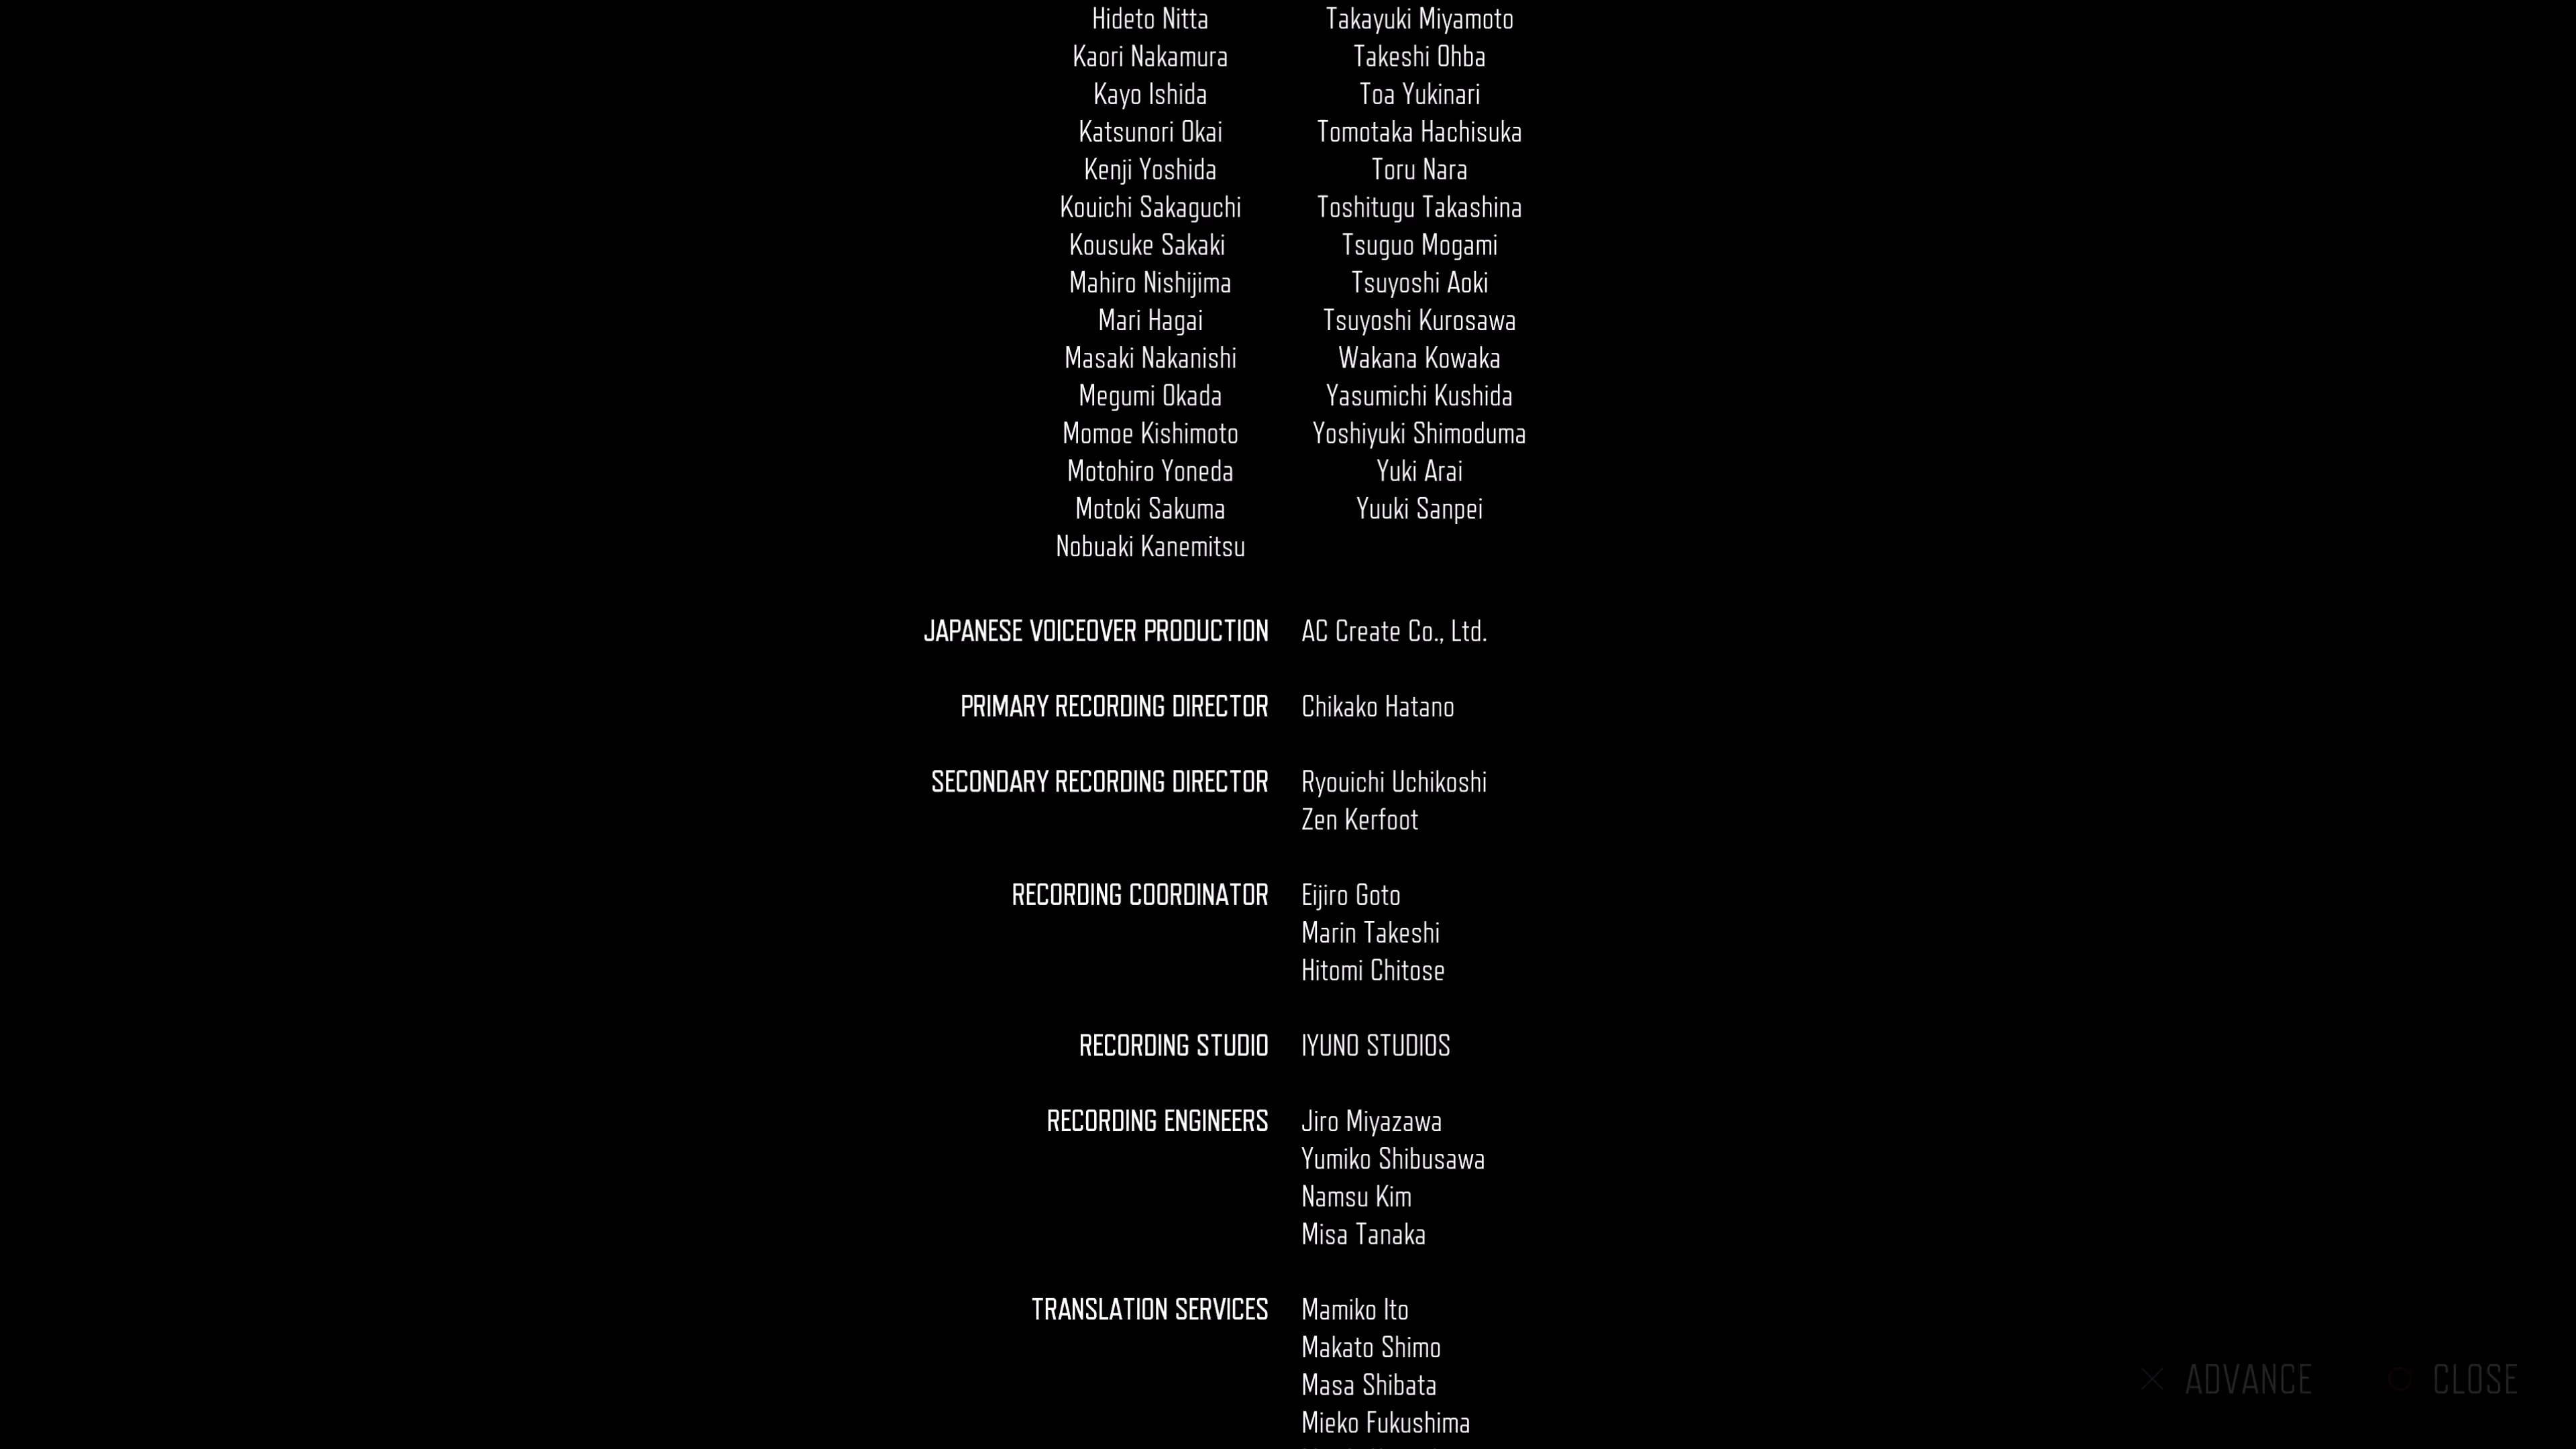 Hideto Nitta Takayuki Miyamoto
Kaori Nakamura Takeshi Ohba
Kayo Ishida Toa Yukinari
Katsunori Okai Tomotaka Hachisuka
Kenji Yoshida Toru Nara
Kouichi Sakaguchi Toshitugu Takashina
Kousuke Sakaki Tsuguo Mogami
Mahiro Nishijima Tsuyoshi Aoki
Mari Hagai Tsuyoshi Kurosawa
Masaki Nakanishi Wakana Kowaka
Megumi Okada Yasumichi Kushida
Momoe Kishimoto Yoshiyuki Shimoduma
Motohiro Yoneda Yuki Arai
Motoki Sakuma Yuuki Sanpei
Nobuaki Kanemitsu
JAPANESE VOICEOVER PRODUCTION AC Create Co., Ltd.
PRIMARY RECORDING DIRECTOR Chikako Hatano
SECONDARY RECORDING DIRECTOR Ryouichi Uchikoshi
Zen Kerfoot
RECORDING COORDINATOR Eijiro Goto
Marin Takeshi
Hitomi Chitose
RECORDING STUDIO IYUNO STUDIOS
RECORDING ENGINEERS Jiro Miyazawa
Yumiko Shibusawa
Namsu Kim
Misa Tanaka
TRANSLATION SERVICES Mamiko Ito
Makato Shimo
Masa Shibata
Mieko Fukushima
ADVANCE CLOSE